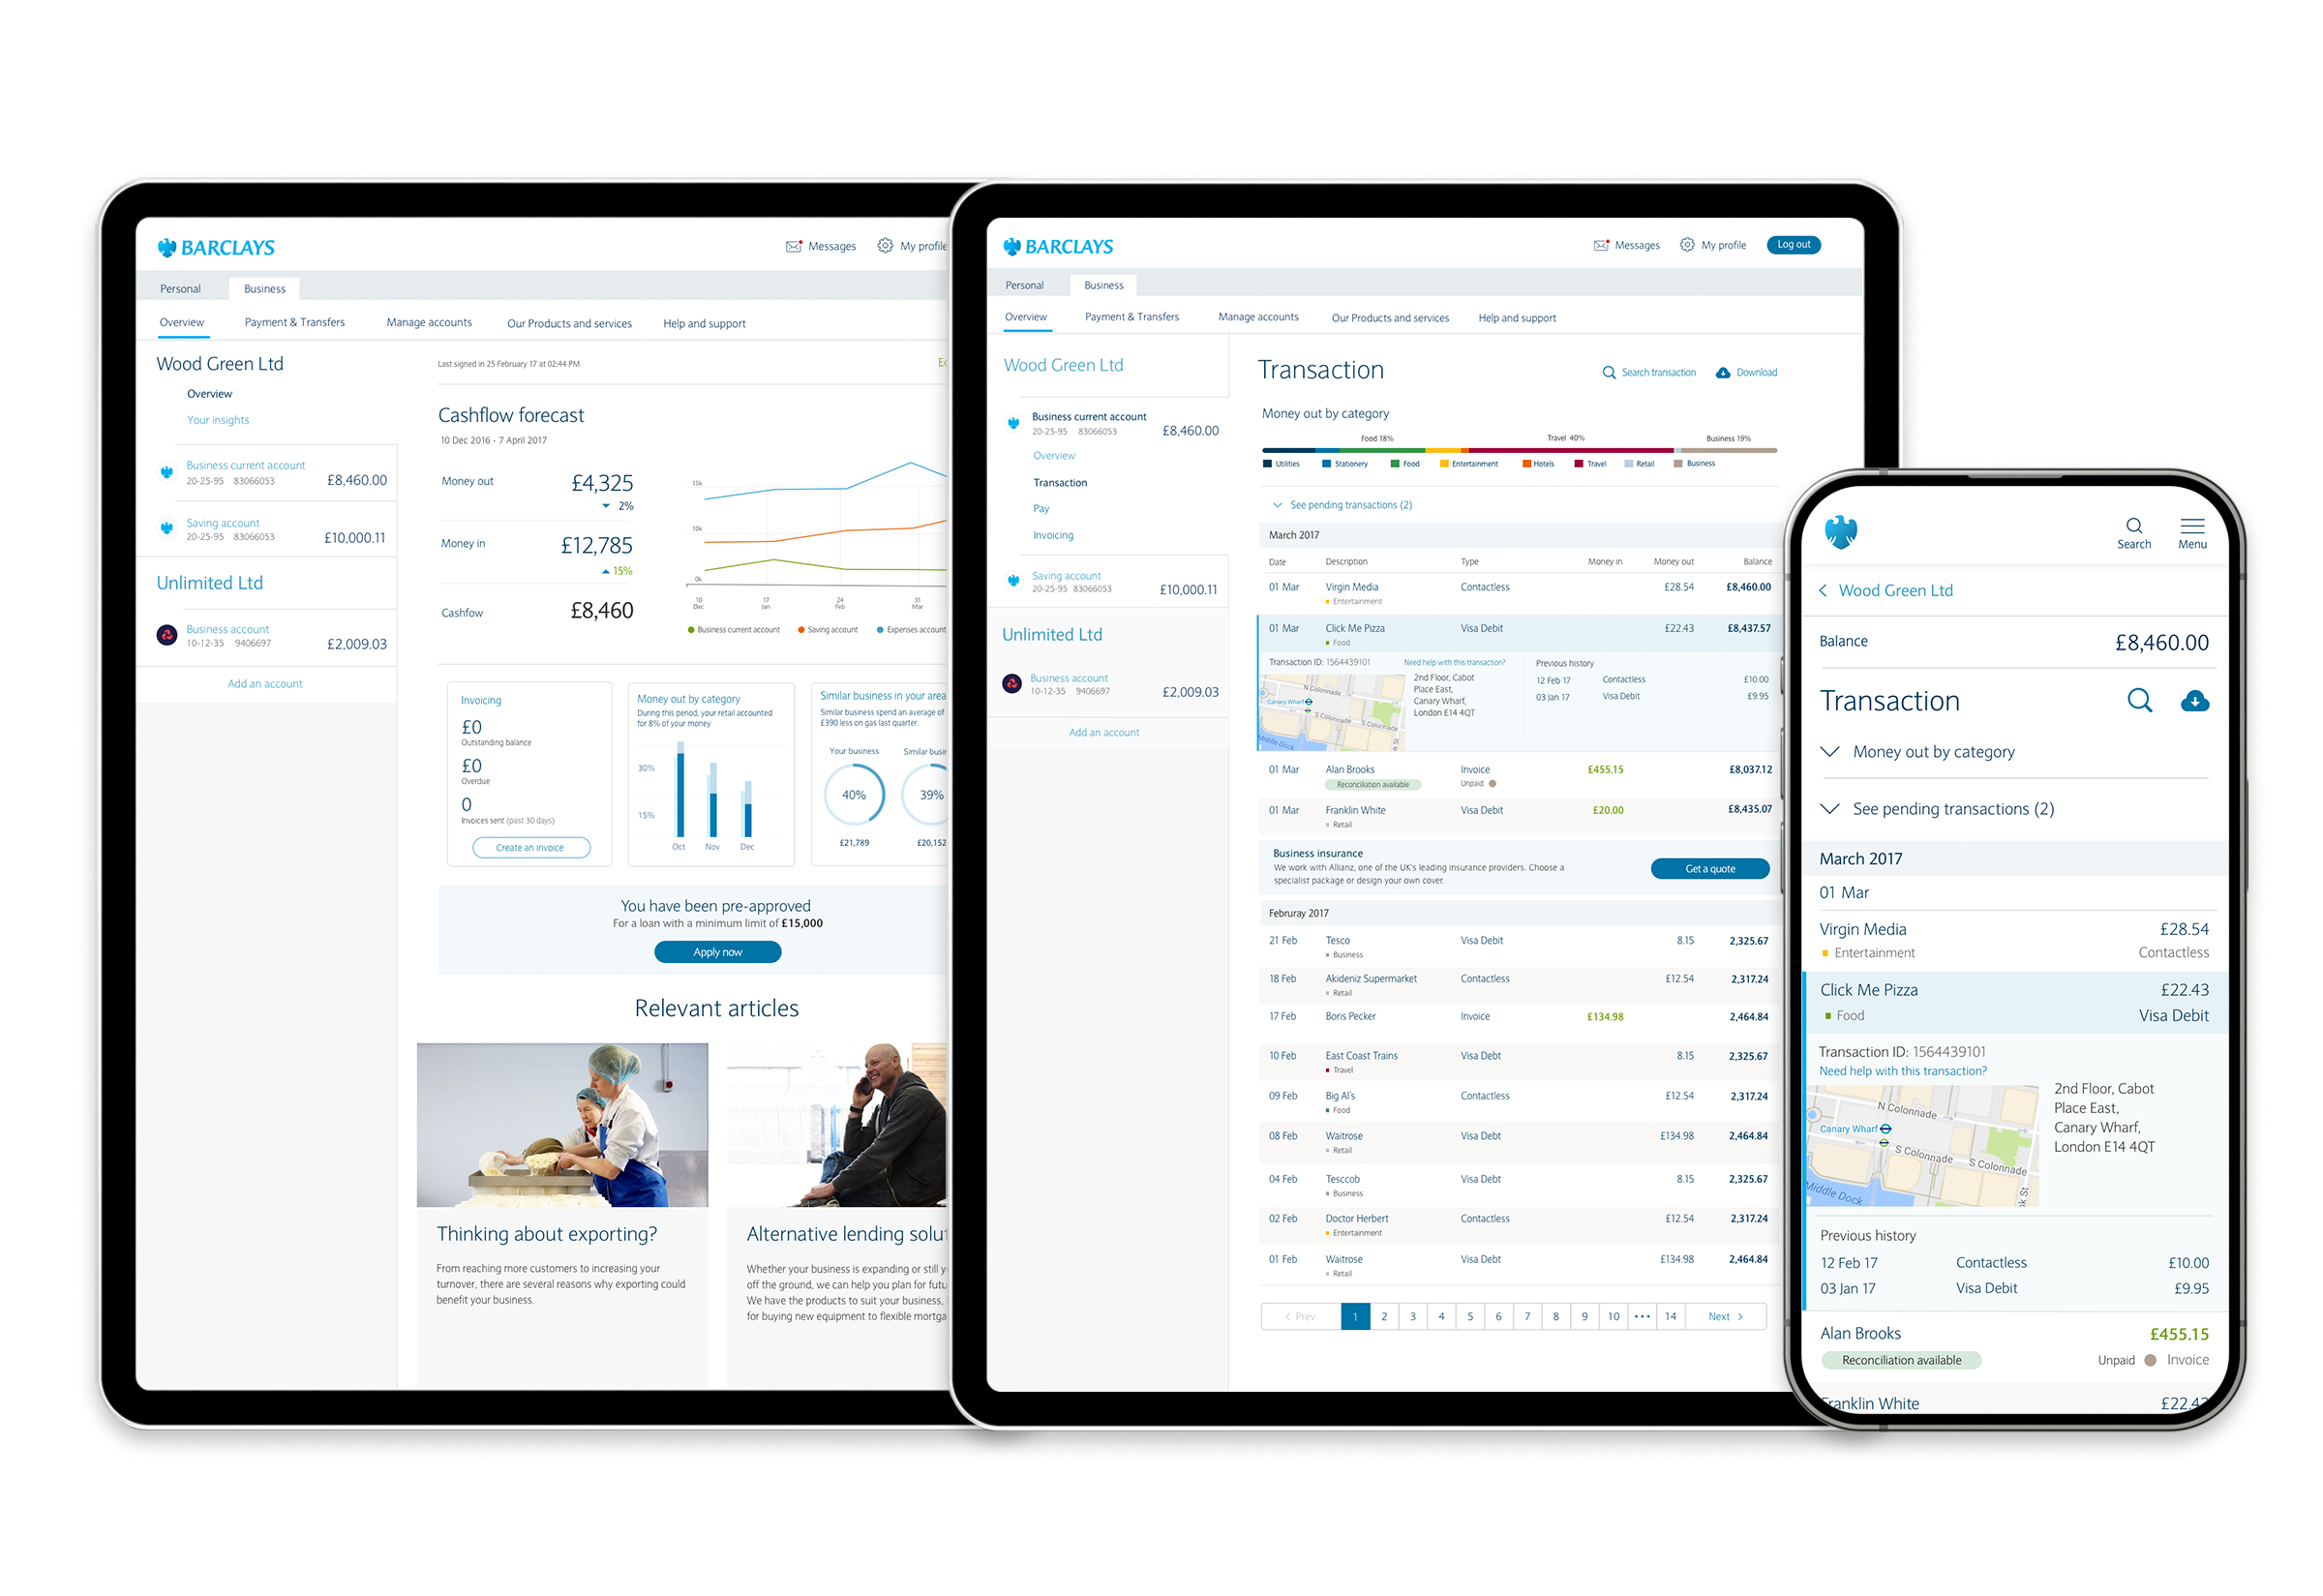 BARCLAYS
Messages
My profile
Personal
Business
Overview
Payment & Transfers
Manage accounts
Our Products and services
Help and support
Wood Green Ltd
Overview
Your insights
Business current account
20-25-95 83066053
£8,460.00
Saving account
20-25-95 83066053
£10,000.11
Unlimited Ltd
Business account
10-12-35 9406697
£2,009.03
Add an account
Last signed in 25 February 17 at 02:44 PM
Cashflow forecast
10 Dec 2016 - 7 April 2017
Money out
£4,325
2%
Money in
£12,785
15%
Cashfow
£8,460
15k
10k
0k
10 Dec
17 Jan
24 Feb
31 Mar
Business current account
Saving account
Expenses account
Invoicing
£0
Outstanding balance
£0
Overdue
0
Invoices sent (past 30 days)
Create an invoice
Money out by category
During this period, your retail accounted
for 8% of your money
30%
15%
Oct
Nov
Dec
Similar business in your area
Similar business spend an average of
£390 less on gas last quarter.
Your business
Similar busi
40%
39%
£21,789
£20,152
You have been pre-approved
For a loan with a minimum limit of £15,000
Apply now
Relevant articles
Thinking about exporting?
From reaching more customers to increasing your
turnover, there are several reasons why exporting could
benefit your business.
Alternative lending solut
Whether your business is expanding or still y
off the ground, we can help you plan for futu
We have the products to suit your business,
for buying new equipment to flexible mortga
BARCLAYS
Messages
My profile
Log out
Personal
Business
Overview
Payment & Transfers
Manage accounts
Our Products and services
Help and support
Wood Green Ltd
Business current account
20-25-95 83066053
£8,460.00
Overview
Transaction
Pay
Invoicing
Saving account
20-25-95 83066053
£10,000.11
Unlimited Ltd
Business account
10-12-35 9406697
£2,009.03
Add an account
Transaction
Search transaction
Download
Money out by category
Food 18%
Travel 40%
Business 19%
Utilities
Stationery
Food
Entertainment
Hotels
Travel
Retail
Business
See pending transactions (2)
March 2017
Date Description Type Money in Money out Balance
01 Mar Virgin Media Contactless £28.54 £8,460.00
Entertainment
01 Mar Click Me Pizza Visa Debit £22.43 £8,437.57
Food
Transaction ID: 1564439101
Need help with this transaction?
N Colonnade
Canary Wharf
S Colonnade
S Colonnade
Middle Dock
2nd Floor, Cabot
Place East,
Canary Wharf,
London E14 4QT
Previous history
12 Feb 17 Contactless £10.00
03 Jan 17 Visa Debit £9.95
01 Mar Alan Brooks Invoice £455.15 £8,037.12
Reconciliation available Unpaid
01 Mar Franklin White Visa Debit £20.00 £8,435.07
Retail
Business insurance
We work with Allianz, one of the UK's leading insurance providers. Choose a
specialist package or design your own cover.
Get a quote
Februray 2017
21 Feb Tesco Visa Debit 8.15 2,325.67
Business
18 Feb Akideniz Supermarket Contactless £12.54 2,317.24
Retail
17 Feb Boris Pecker Invoice £134.98 2,464.84
10 Feb East Coast Trains Visa Debt 8.15 2,325.67
Travel
09 Feb Big Al's Contactless £12.54 2,317.24
Food
08 Feb Waitrose Visa Debt £134.98 2,464.84
Retail
04 Feb Tesccob Visa Debt 8.15 2,325.67
Business
02 Feb Doctor Herbert Contactless £12.54 2,317.24
Entertainment
01 Feb Waitrose Visa Debt £134.98 2,464.84
Retail
Prev 1 2 3 4 5 6 7 8 9 10 ••• 14 Next
Search
Menu
Wood Green Ltd
Balance £8,460.00
Transaction
Money out by category
See pending transactions (2)
March 2017
01 Mar
Virgin Media £28.54
Entertainment Contactless
Click Me Pizza £22.43
Food Visa Debit
Transaction ID: 1564439101
Need help with this transaction?
N Colonnade
Canary Wharf
S Colonnade
S Colonnade
Middle Dock
k St
2nd Floor, Cabot
Place East,
Canary Wharf,
London E14 4QT
Previous history
12 Feb 17 Contactless £10.00
03 Jan 17 Visa Debit £9.95
Alan Brooks £455.15
Reconciliation available Unpaid Invoice
Franklin White £22.43